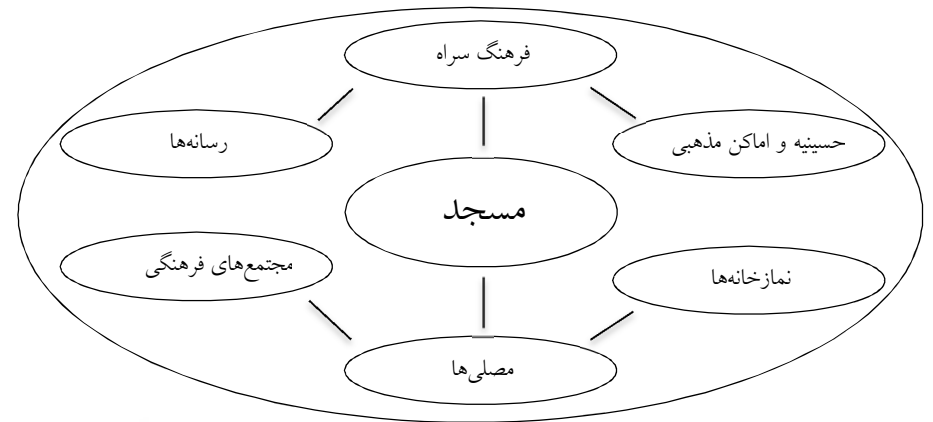 فرهنگ سراه
حسینیه و اماکن مذهبی
رسانه‌ها
مسجد
نمازخانه‌ها
مجتمع‌های فرهنگی
مصلی‌ها